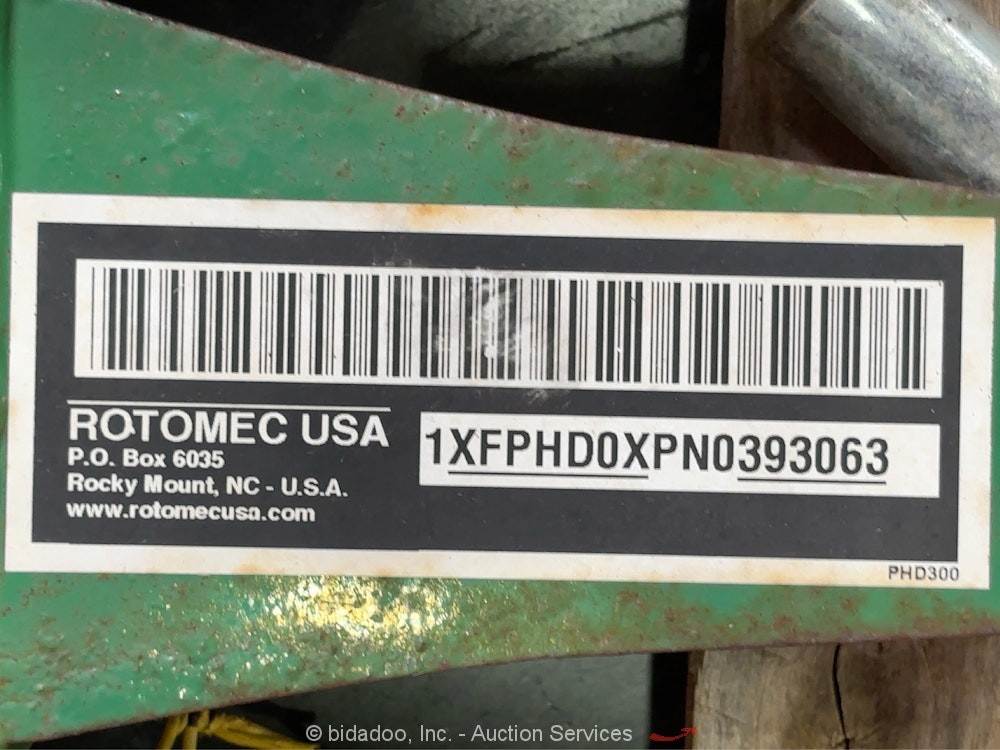 ROTOMEC USA
P.O. Box 6035
Rocky Mount, NC - U.S.A.
www.rotomecusa.com
1XFPHD0XPN0393063
PHD300
© bidadoo, Inc. - Auction Services